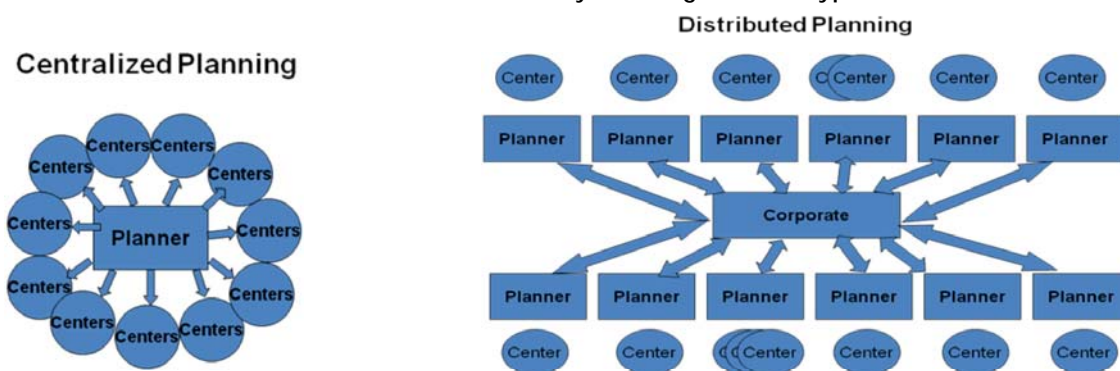 Distributed Planning
Centralized Planning
Center Center Center Center Center Center
Planner Planner Planner Planner Planner Planner
Corporate
Planner Planner Planner Planner Planner Planner
Center Center Center Center Center Center
Centers Centers
Centers Centers
Centers Centers
Planner
Centers Centers
Centers Centers Centers